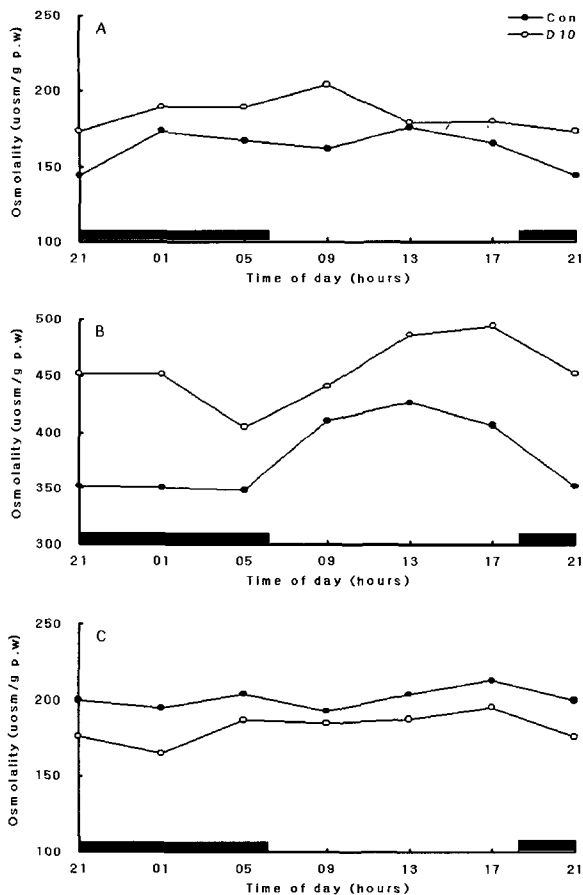 A
Con
D10
Osmolality (uosm/g p.w)
250
200
150
100
21 01 05 09 13 17 21
Time of day (hours)
B
Osmolality (uosm/g p.w)
500
450
400
350
300
21 01 05 09 13 17 21
Time of day (hours)
C
Osmolality (uosm/g p.w)
250
200
150
100
21 01 05 09 13 17 21
Time of day (hours)